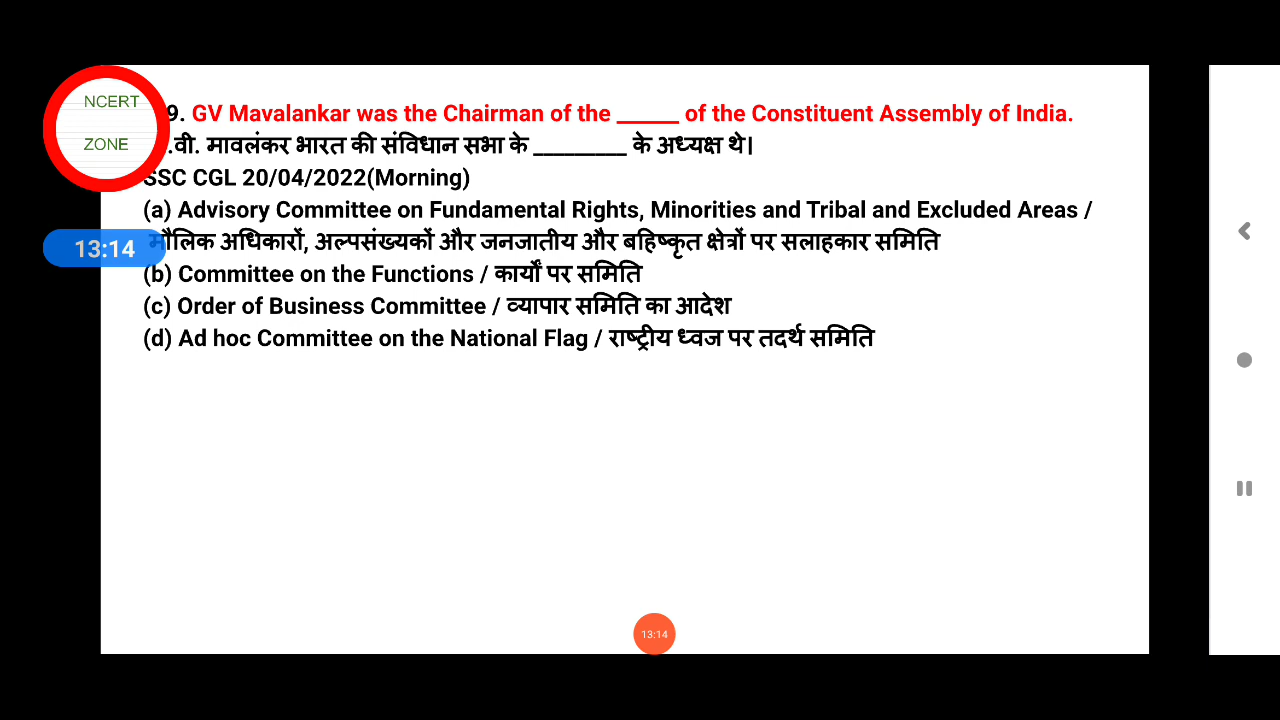 NCERT
ZONE
9. GV Mavalankar was the Chairman of the ______ of the Constituent Assembly of India.
.वी. मावलंकर भारत की संविधान सभा के _________ के अध्यक्ष थे।
SSC CGL 20/04/2022(Morning)
(a) Advisory Committee on Fundamental Rights, Minorities and Tribal and Excluded Areas /
13:14
मौलिक अधिकारों, अल्पसंख्यकों और जनजातीय और बहिष्कृत क्षेत्रों पर सलाहकार समिति
(b) Committee on the Functions / कार्यों पर समिति
(c) Order of Business Committee / व्यापार समिति का आदेश
(d) Ad hoc Committee on the National Flag / राष्ट्रीय ध्वज पर तदर्थ समिति
13:14